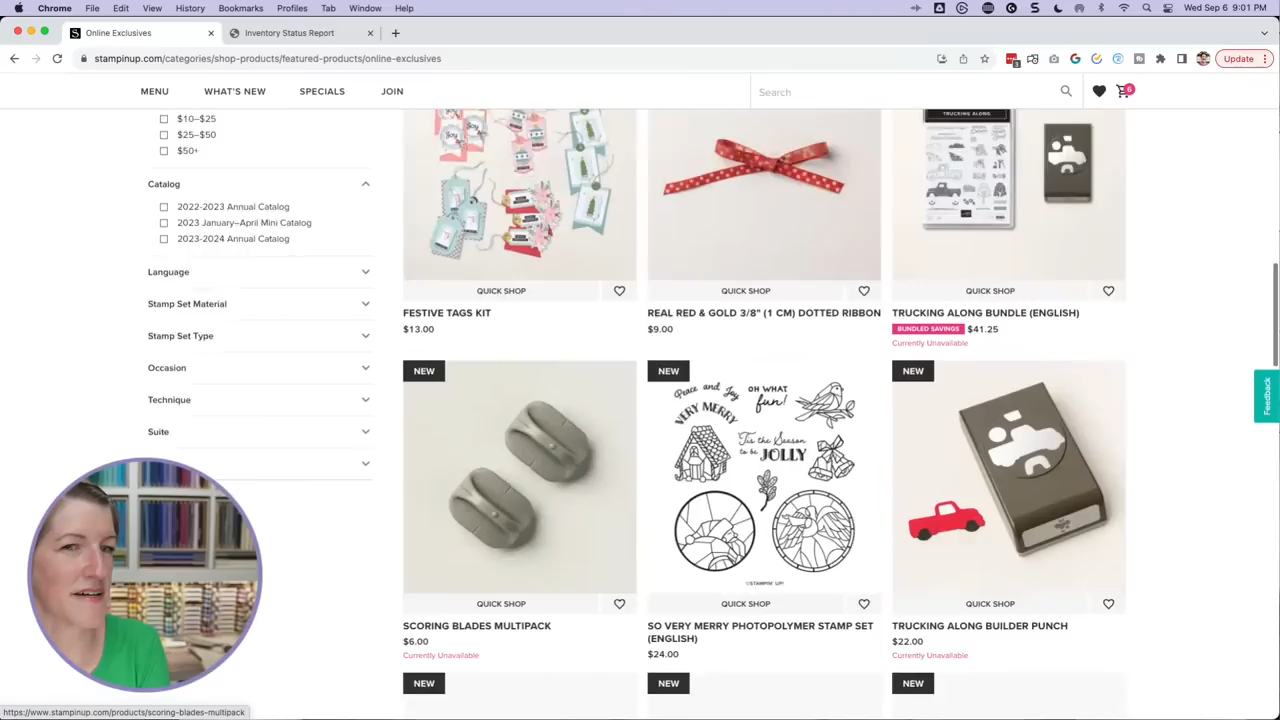 Chrome File Edit View History Bookmarks Profiles Tab Window Help Wed Sep 6 9:01 PM
Online Exclusives Inventory Status Report
stampinup.com/categories/shop-products/featured-products/online-exclusives 3 Update
MENU WHAT'S NEW SPECIALS JOIN Search 6
$10–$25
$25–$50
$50+
Catalog
2022-2023 Annual Catalog
2023 January–April Mini Catalog
2023-2024 Annual Catalog
Language
Stamp Set Material
Stamp Set Type
Occasion
Technique
Suite
TRUCKING ALONG
QUICK SHOP QUICK SHOP QUICK SHOP
FESTIVE TAGS KIT
$13.00
REAL RED & GOLD 3/8" (1 CM) DOTTED RIBBON
$9.00
TRUCKING ALONG BUNDLE (ENGLISH)
BUNDLED SAVINGS $41.25
Currently Unavailable
NEW NEW NEW
Peace and Joy
VERY MERRY
OH WHAT
fun!
'Tis the Season
to be JOLLY
©STAMPIN' UP!
QUICK SHOP QUICK SHOP QUICK SHOP
SCORING BLADES MULTIPACK
$6.00
Currently Unavailable
SO VERY MERRY PHOTOPOLYMER STAMP SET
(ENGLISH)
$24.00
TRUCKING ALONG BUILDER PUNCH
$22.00
Currently Unavailable
NEW NEW NEW
Feedback
https://www.stampinup.com/products/scoring-blades-multipack